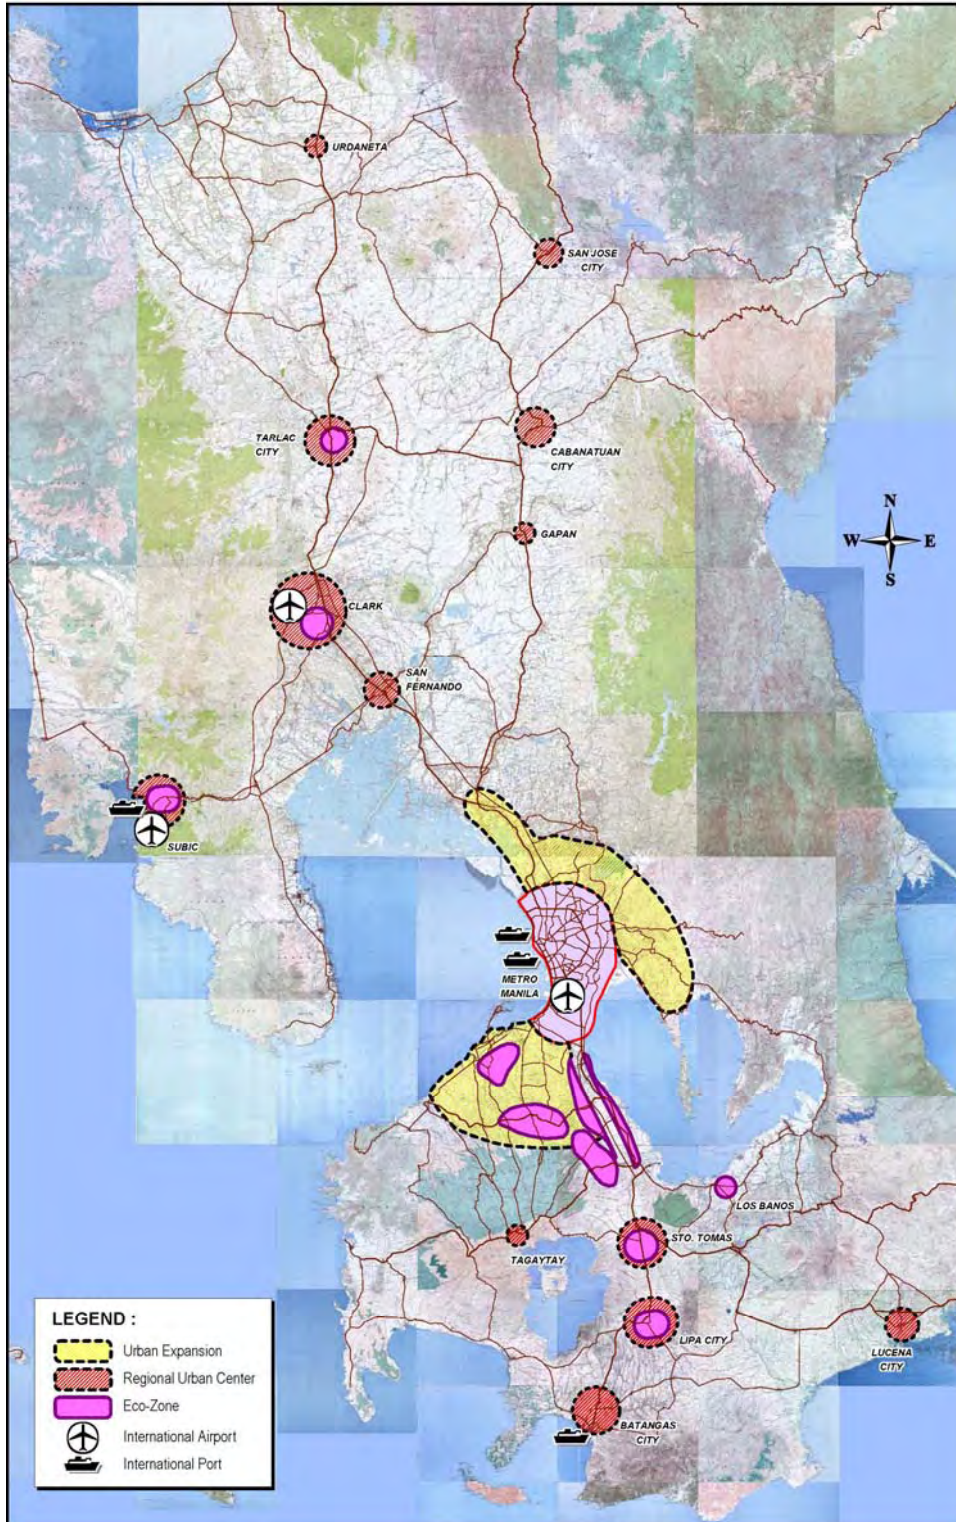 URDANETA
SAN JOSE
CITY
TARLAC
CITY
CABANATUAN
CITY
GAPAN
N
W
E
S
CLARK
SAN
FERNANDO
SUBIC
METRO
MANILA
LOS BANOS
STO. TOMAS
TAGAYTAY
LIPA CITY
LUCENA
CITY
BATANGAS
CITY
LEGEND :
Urban Expansion
Regional Urban Center
Eco-Zone
International Airport
International Port